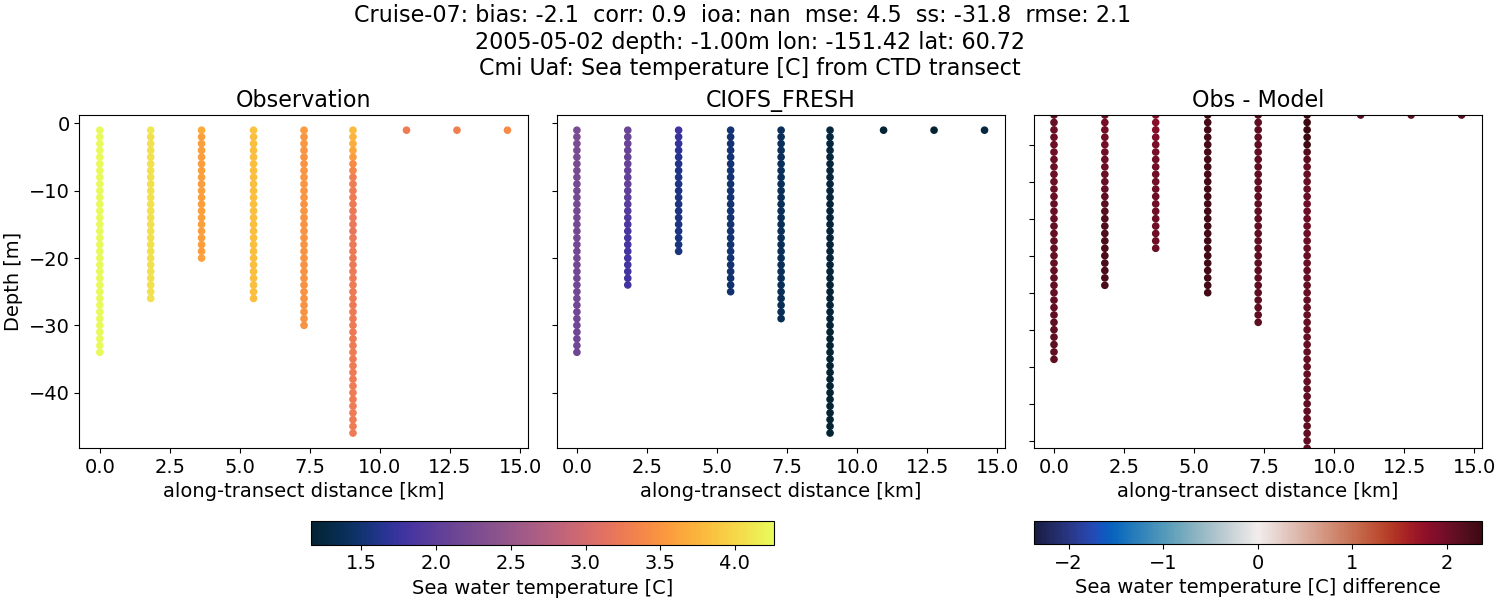 Cruise-07: bias: -2.1  corr: 0.9  ioa: nan  mse: 4.5  ss: -31.8  rmse: 2.1
2005-05-02 depth: -1.00m lon: -151.42 lat: 60.72
Cmi Uaf: Sea temperature [C] from CTD transect
Observation
CIOFS_FRESH
Obs - Model
Depth [m]
0
−10
−20
−30
−40
0.0 2.5 5.0 7.5 10.0 12.5 15.0
0.0 2.5 5.0 7.5 10.0 12.5 15.0
0.0 2.5 5.0 7.5 10.0 12.5 15.0
along-transect distance [km]
along-transect distance [km]
along-transect distance [km]
1.5 2.0 2.5 3.0 3.5 4.0
Sea water temperature [C]
−2 −1 0 1 2
Sea water temperature [C] difference